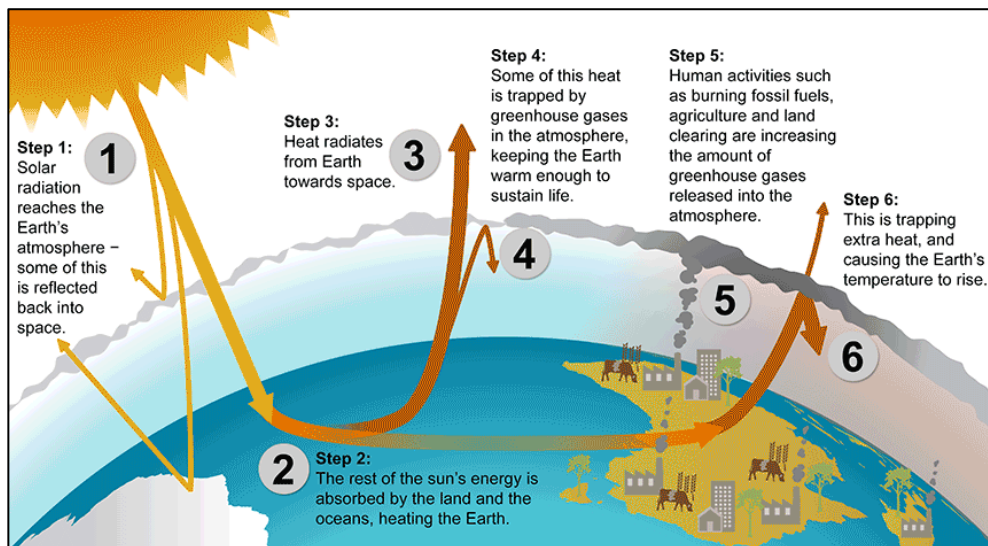 Step 1:
Solar
radiation
reaches the
Earth's
atmosphere –
some of this
is reflected
back into
space.
1
2
Step 2:
The rest of the sun's energy is
absorbed by the land and the
oceans, heating the Earth.
Step 3:
Heat radiates
from Earth
towards space.
3
Step 4:
Some of this heat
is trapped by
greenhouse gases
in the atmosphere,
keeping the Earth
warm enough to
sustain life.
4
Step 5:
Human activities such
as burning fossil fuels,
agriculture and land
clearing are increasing
the amount of
greenhouse gases
released into the
atmosphere.
5
Step 6:
This is trapping
extra heat, and
causing the Earth's
temperature to rise.
6